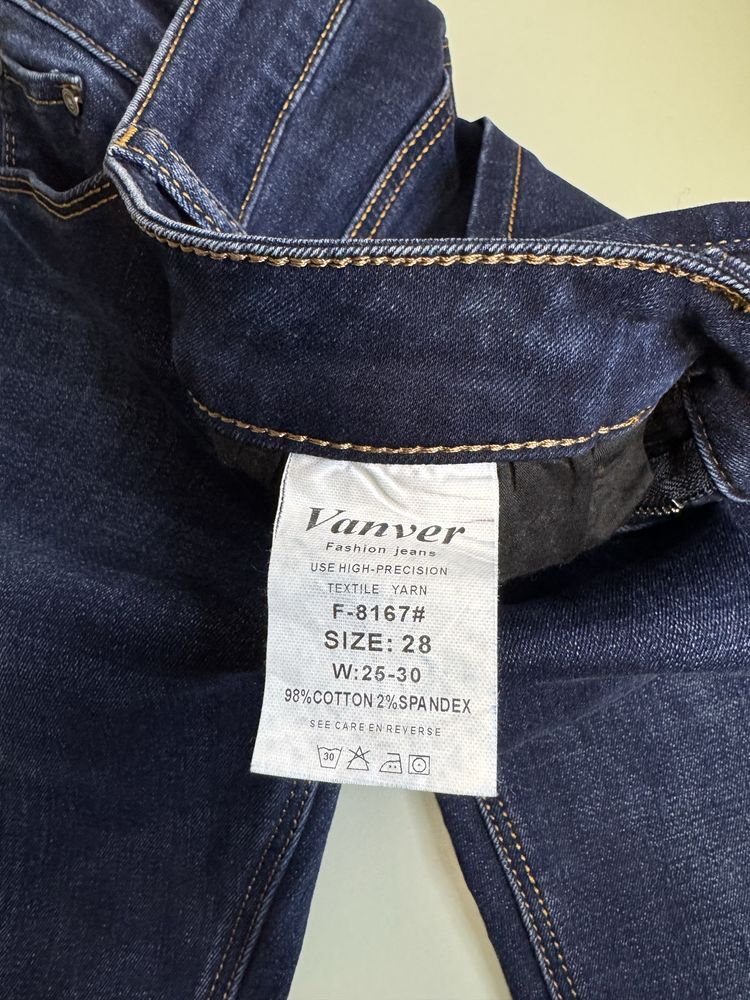 Vanver
Fashion jeans
USE HIGH-PRECISION
TEXTILE YARN
F-8167#
SIZE: 28
W:25-30
98%COTTON 2%SPANDEX
SEE CARE EN REVERSE
30